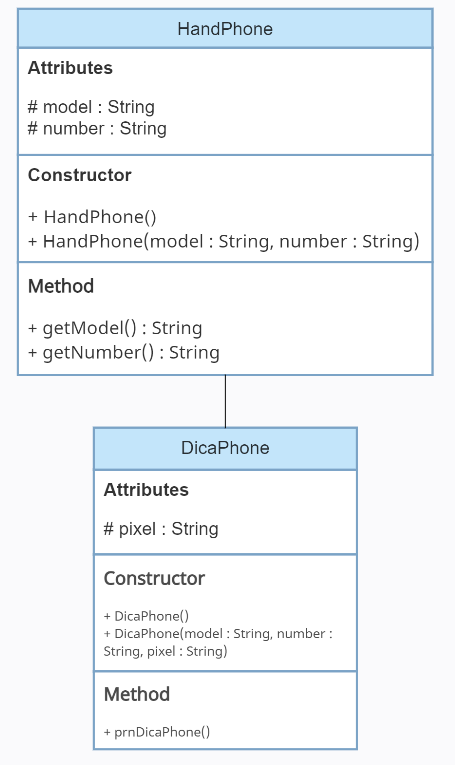 HandPhone
Attributes
# model : String
# number : String
Constructor
+ HandPhone()
+ HandPhone(model : String, number : String)
Method
+ getModel() : String
+ getNumber() : String
DicaPhone
Attributes
# pixel : String
Constructor
+ DicaPhone()
+ DicaPhone(model : String, number :
String, pixel : String)
Method
+ prnDicaPhone()